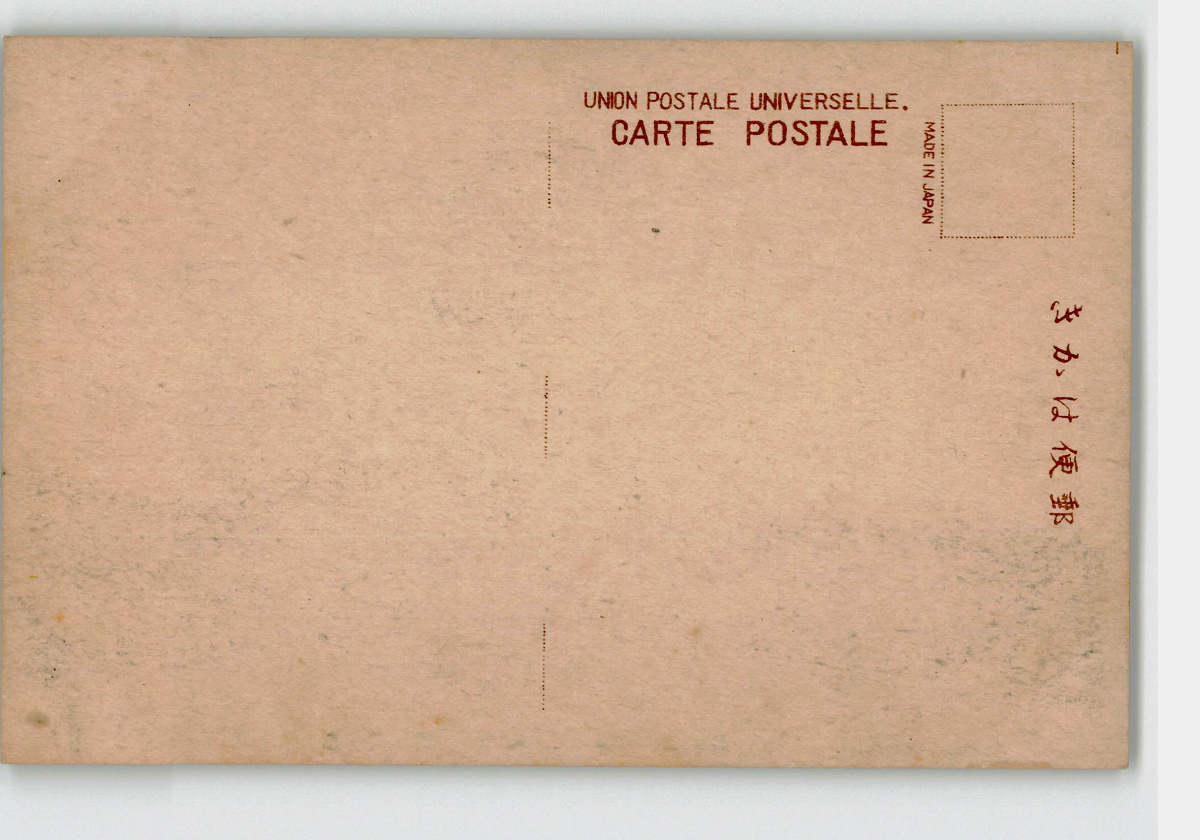 UNION POSTALE UNIVERSELLE.
CARTE POSTALE
MADE IN JAPAN
きかは便郵